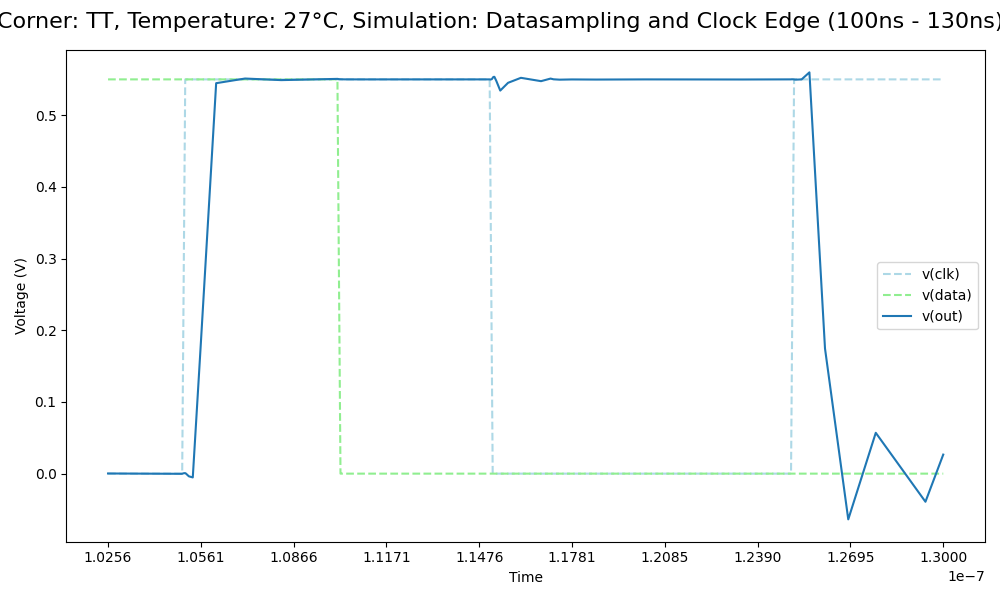 Corner: TT, Temperature: 27°C, Simulation: Datasampling and Clock Edge (100ns - 130ns)
Voltage (V)
0.5
0.4
0.3
0.2
0.1
0.0
v(clk)
v(data)
v(out)
1.0256 1.0561 1.0866 1.1171 1.1476 1.1781 1.2085 1.2390 1.2695 1.3000
1e−7
Time